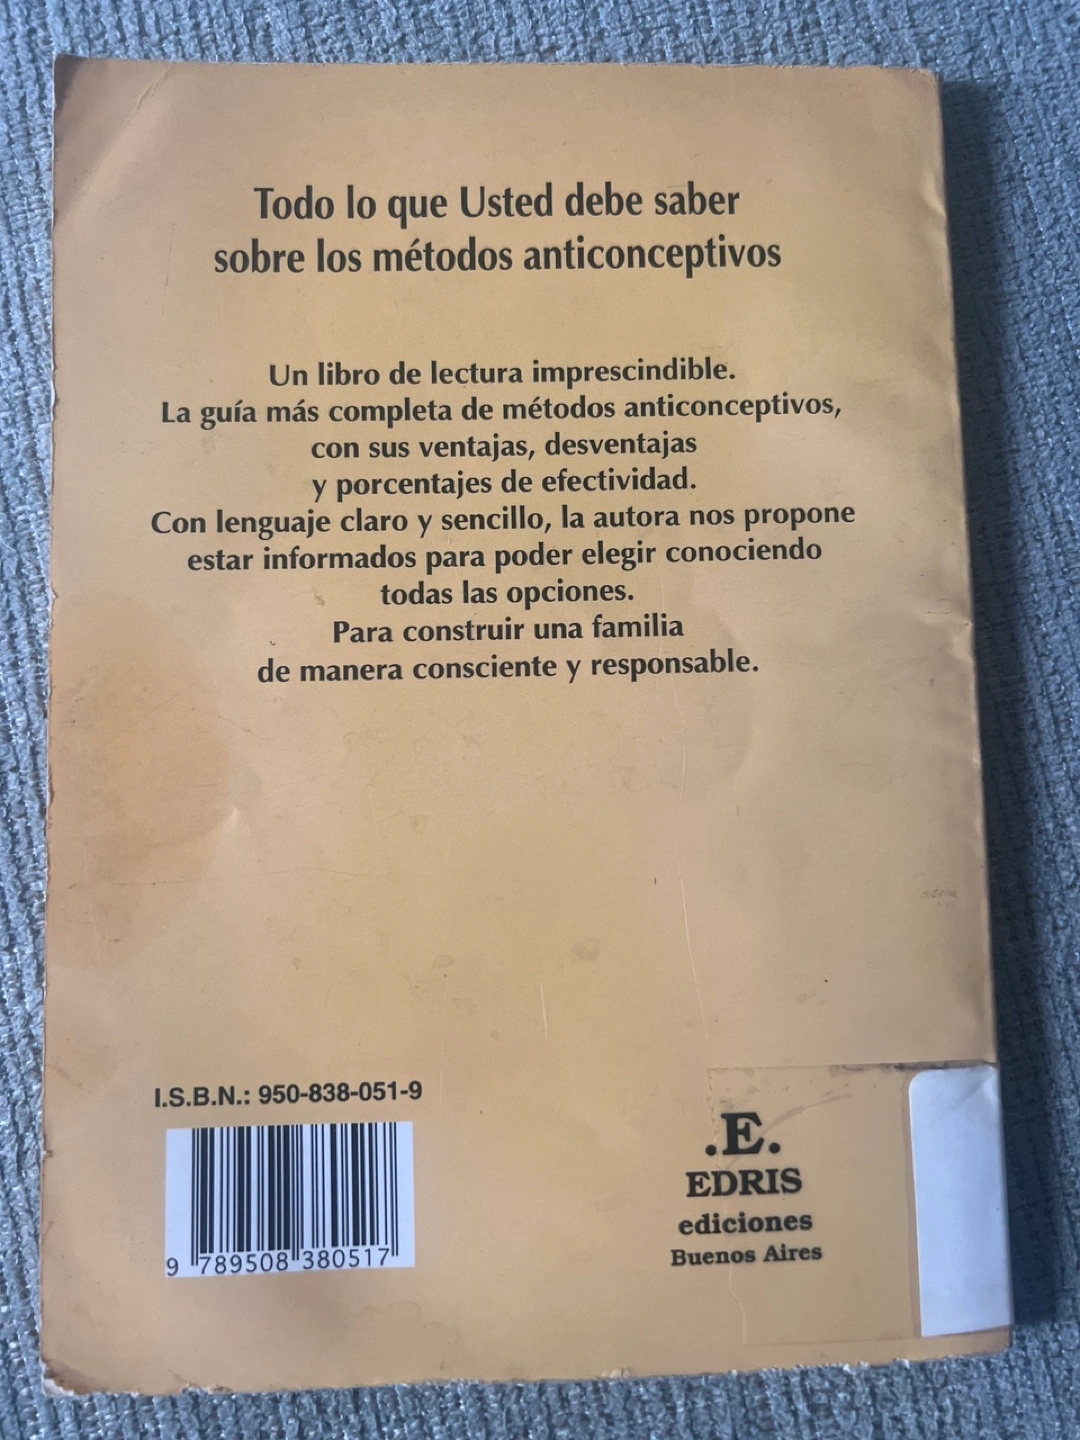 Todo lo que Usted debe saber
sobre los métodos anticonceptivos
Un libro de lectura imprescindible.
La guía más completa de métodos anticonceptivos,
con sus ventajas, desventajas
y porcentajes de efectividad.
Con lenguaje claro y sencillo, la autora nos propone
estar informados para poder elegir conociendo
todas las opciones.
Para construir una familia
de manera consciente y responsable.
I.S.B.N.: 950-838-051-9
9 789508 380517
.E.
EDRIS
ediciones
Buenos Aires